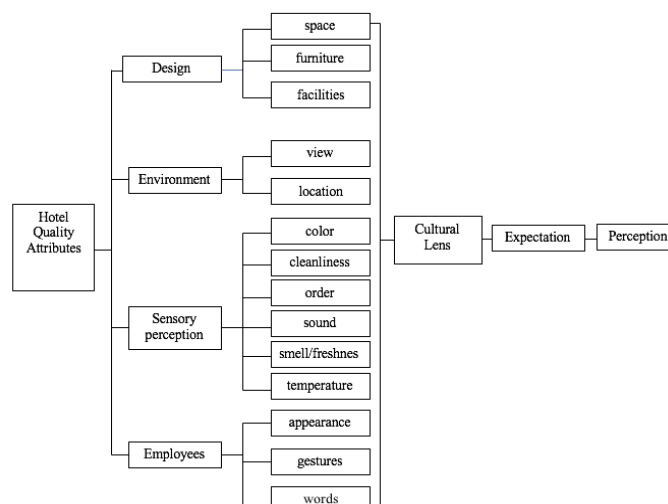 space
furniture
Design
facilities
view
Environment
location
Hotel
Quality
Attributes
color
cleanliness
order
Sensory
perception
sound
smell/freshnes
temperature
appearance
Employees
gestures
words
Cultural
Lens
Expectation
Perception